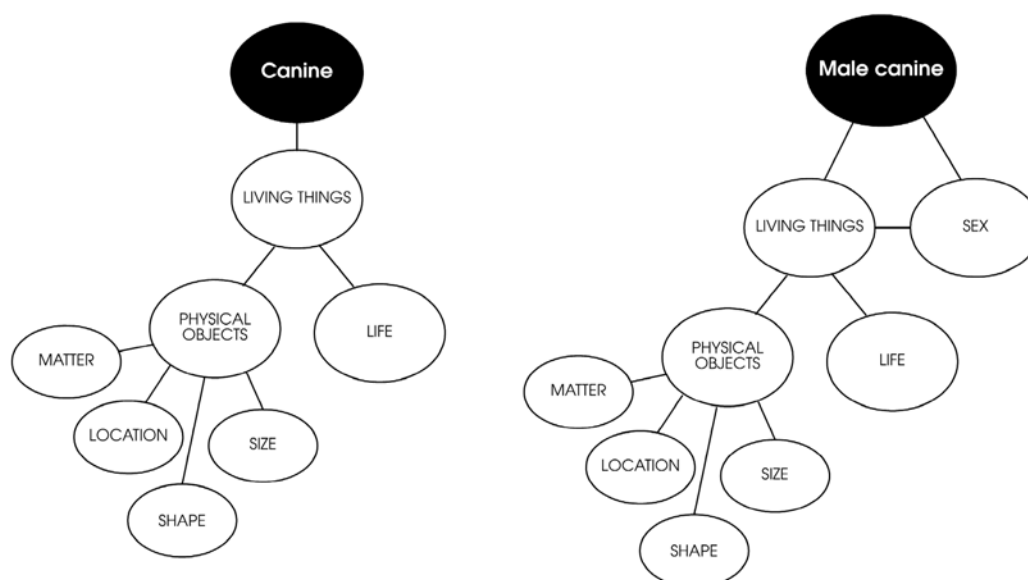 Canine
LIVING THINGS
PHYSICAL
OBJECTS
LIFE
MATTER
LOCATION
SIZE
SHAPE
Male canine
LIVING THINGS
SEX
PHYSICAL
OBJECTS
LIFE
MATTER
LOCATION
SIZE
SHAPE